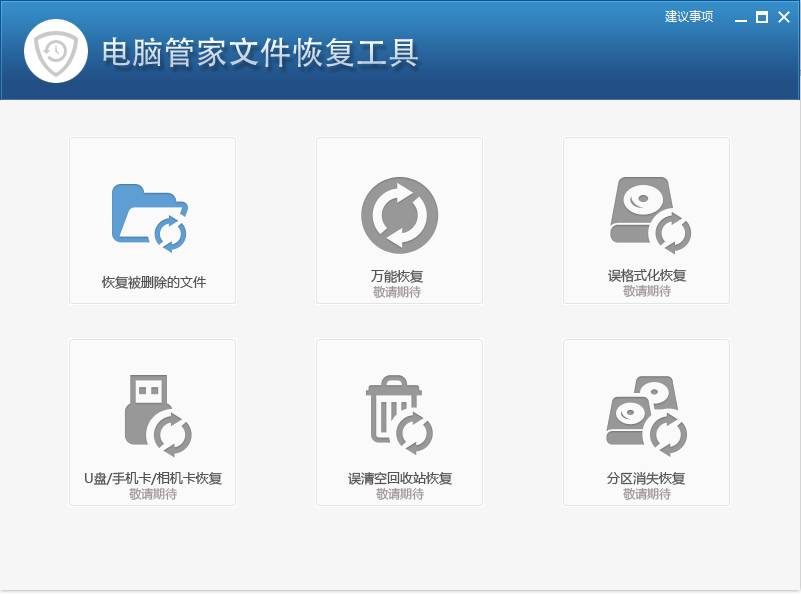 建议事项
电脑管家文件恢复工具
恢复被删除的文件
万能恢复
敬请期待
误格式化恢复
敬请期待
U盘/手机卡/相机卡恢复
敬请期待
误清空回收站恢复
敬请期待
分区消失恢复
敬请期待